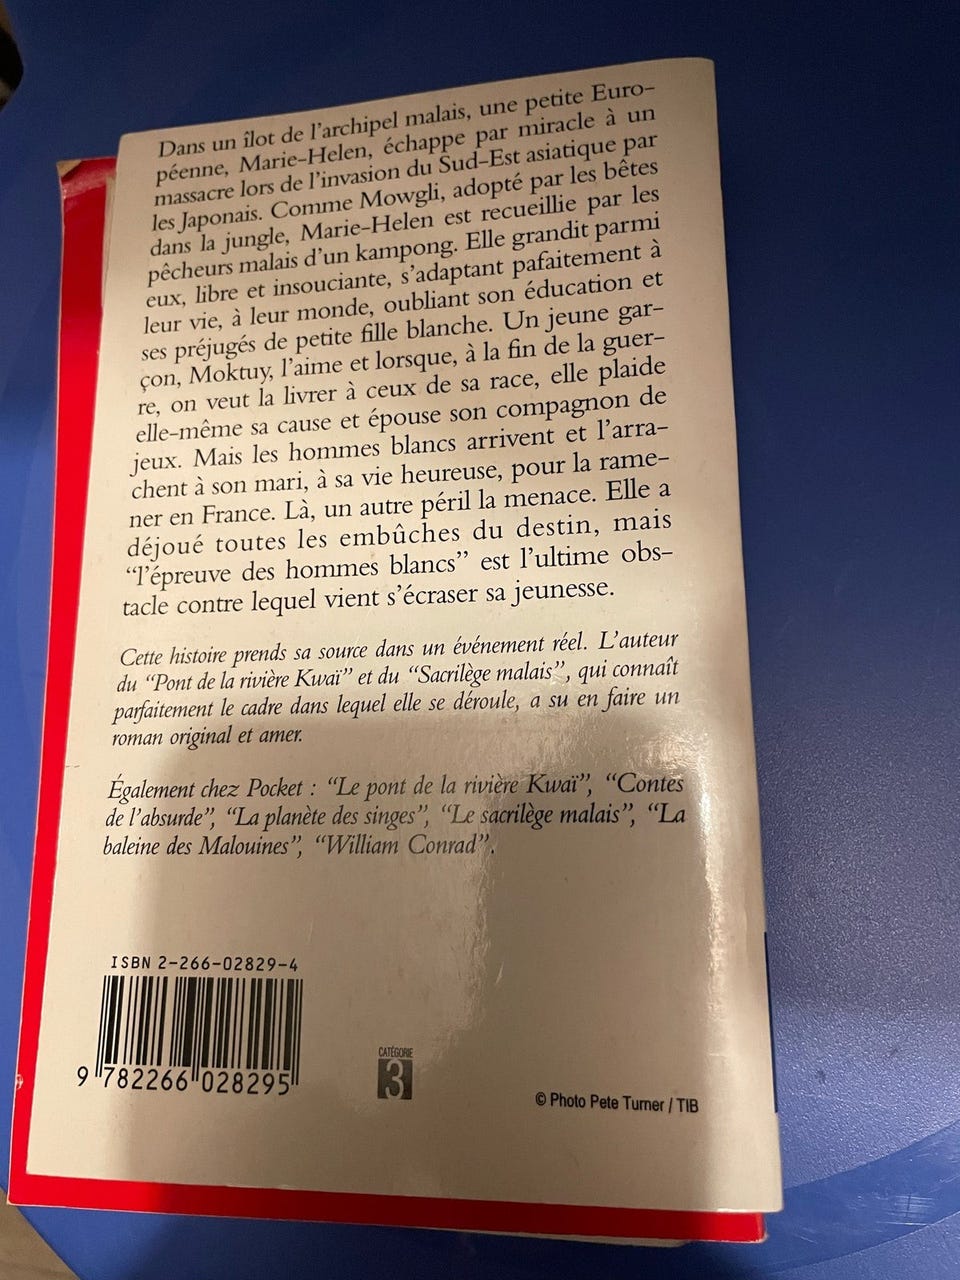 Dans un îlot de l'archipel malais, une petite Euro-
péenne, Marie-Helen, échappe par miracle à un
massacre lors de l'invasion du Sud-Est asiatique par
les Japonais. Comme Mowgli, adopté par les bêtes
dans la jungle, Marie-Helen est recueillie par les
pêcheurs malais d'un kampong. Elle grandit parmi
eux, libre et insouciante, s'adaptant pafaitement à
leur vie, à leur monde, oubliant son éducation et
ses préjugés de petite fille blanche. Un jeune gar-
çon, Moktuy, l'aime et lorsque, à la fin de la guer-
re, on veut la livrer à ceux de sa race, elle plaide
elle-même sa cause et épouse son compagnon de
jeux. Mais les hommes blancs arrivent et l'arra-
chent à son mari, à sa vie heureuse, pour la rame-
ner en France. Là, un autre péril la menace. Elle a
déjoué toutes les embûches du destin, mais
"l'épreuve des hommes blancs" est l'ultime obs-
tacle contre lequel vient s'écraser sa jeunesse.
Cette histoire prends sa source dans un événement réel. L'auteur
du "Pont de la rivière Kwaï" et du "Sacrilège malais", qui connaît
parfaitement le cadre dans lequel elle se déroule, a su en faire un
roman original et amer.
Également chez Pocket : "Le pont de la rivière Kwaï", "Contes
de l'absurde", "La planète des singes", "Le sacrilège malais", "La
baleine des Malouines", "William Conrad".
ISBN 2-266-02829-4
9 782266 028295
CATÉGORIE
3
© Photo Pete Turner / TIB